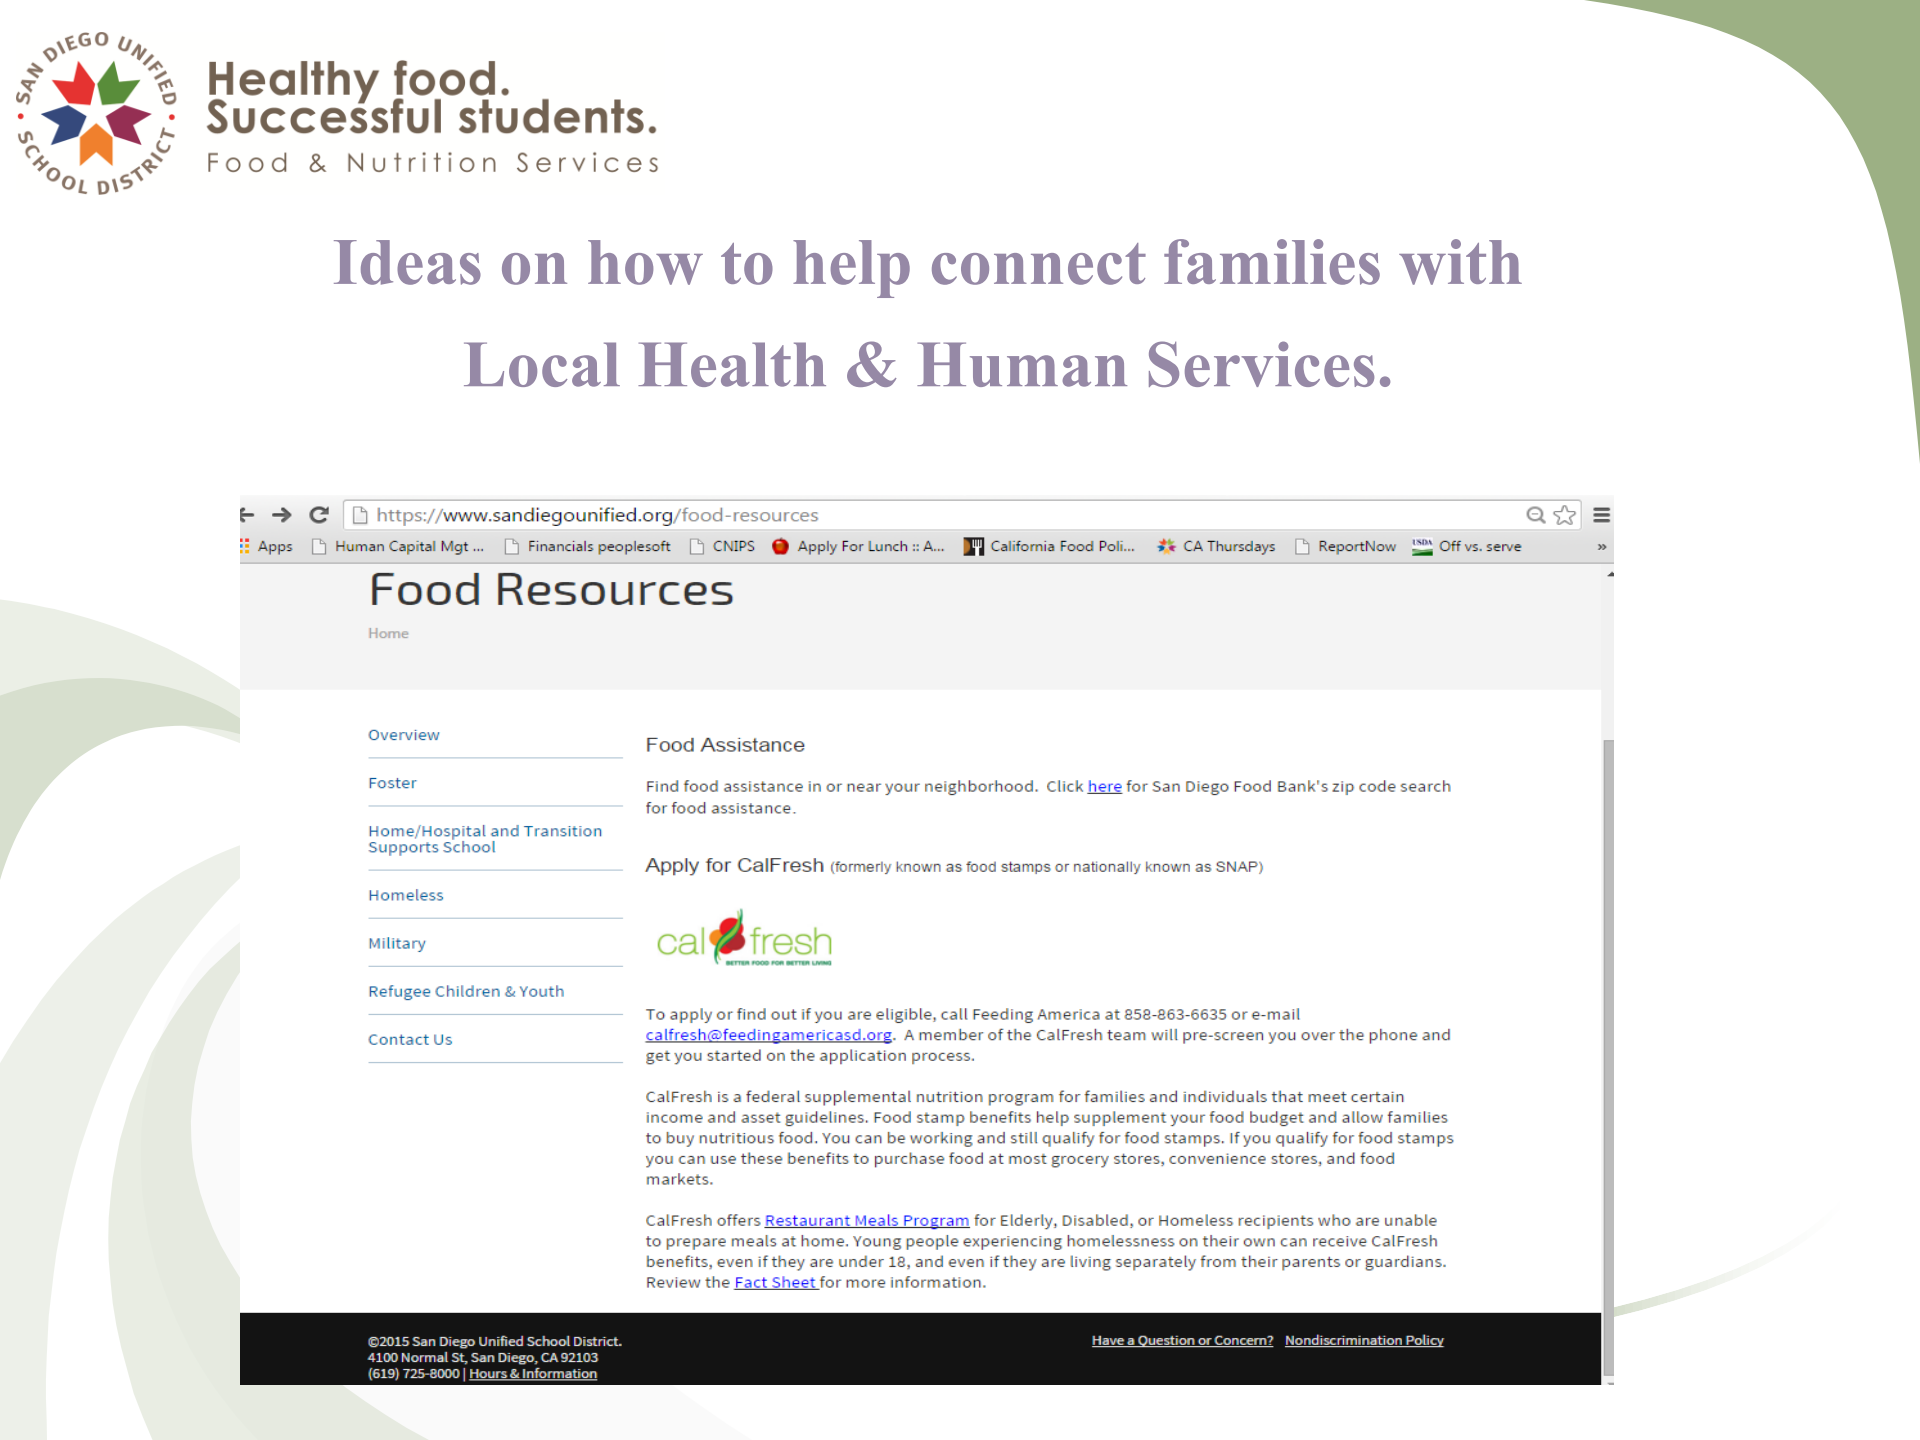 SAN DIEGO UNIFIED
SCHOOL DISTRICT
Healthy food.
Successful students.
Food & Nutrition Services
Ideas on how to help connect families with
Local Health & Human Services.
https://www.sandiegounified.org/food-resources
Apps Human Capital Mgt ... Financials peoplesoft CNIPS Apply For Lunch :: A... California Food Poli... CA Thursdays ReportNow USDA Off vs. serve »
Food Resources
Home
Overview
Foster
Home/Hospital and Transition
Supports School
Homeless
Military
Refugee Children & Youth
Contact Us
Food Assistance
Find food assistance in or near your neighborhood. Click here for San Diego Food Bank's zip code search
for food assistance.
Apply for CalFresh (formerly known as food stamps or nationally known as SNAP)
cal fresh
BETTER FOOD FOR BETTER LIVING
To apply or find out if you are eligible, call Feeding America at 858-863-6635 or e-mail
calfresh@feedingamericasd.org. A member of the CalFresh team will pre-screen you over the phone and
get you started on the application process.
CalFresh is a federal supplemental nutrition program for families and individuals that meet certain
income and asset guidelines. Food stamp benefits help supplement your food budget and allow families
to buy nutritious food. You can be working and still qualify for food stamps. If you qualify for food stamps
you can use these benefits to purchase food at most grocery stores, convenience stores, and food
markets.
CalFresh offers Restaurant Meals Program for Elderly, Disabled, or Homeless recipients who are unable
to prepare meals at home. Young people experiencing homelessness on their own can receive CalFresh
benefits, even if they are under 18, and even if they are living separately from their parents or guardians.
Review the Fact Sheet for more information.
©2015 San Diego Unified School District.
4100 Normal St, San Diego, CA 92103
(619) 725-8000 | Hours & Information
Have a Question or Concern? Nondiscrimination Policy